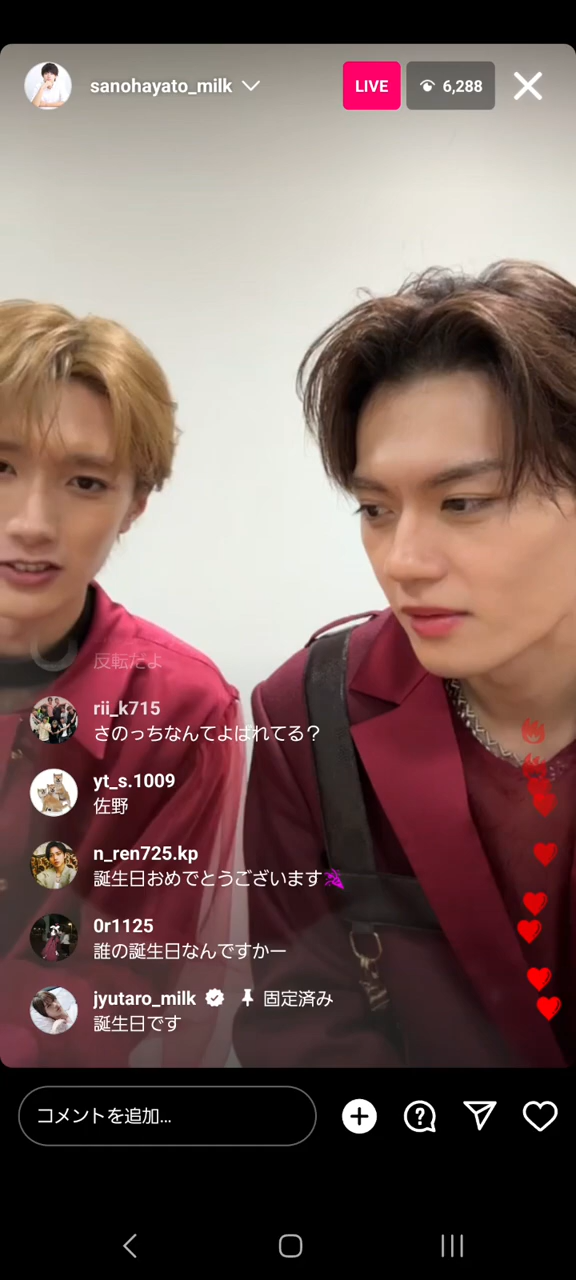 sanohayato_milk
LIVE
6,288
反転だよ
rii_k715
さのっちなんてよばれてる？
yt_s.1009
佐野
n_ren725.kp
誕生日おめでとうございます🎉
0r1125
誰の誕生日なんですかー
jyutaro_milk 固定済み
誕生日です
コメントを追加...